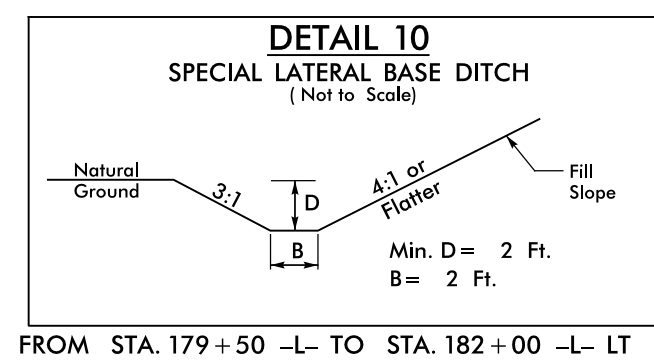 DETAIL 10
SPECIAL LATERAL BASE DITCH
( Not to Scale)
Natural
Ground
3:1
D
4:1 or
Flatter
Fill
Slope
B
Min. D = 2 Ft.
B = 2 Ft.
FROM STA. 179 + 50 –L– TO STA. 182 + 00 –L– LT